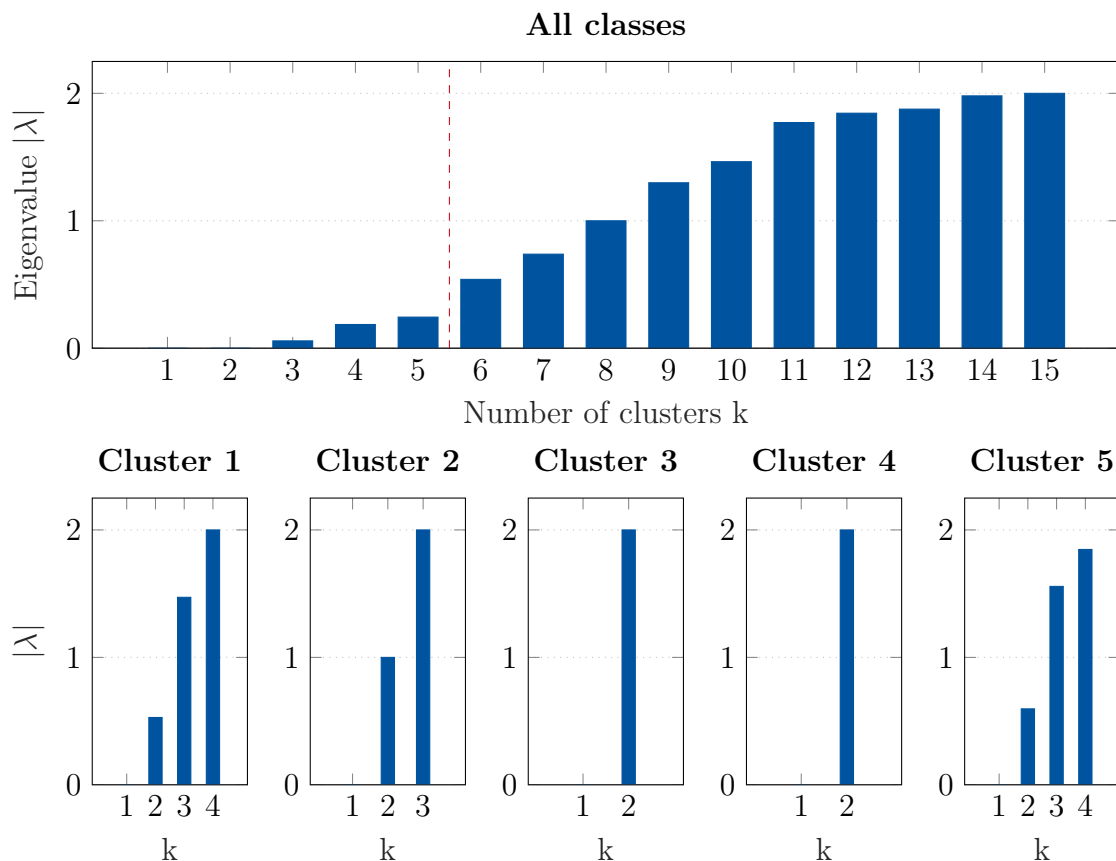 All classes
Eigenvalue |λ|
2
1
0
1 2 3 4 5 6 7 8 9 10 11 12 13 14 15
Number of clusters k
Cluster 1 Cluster 2 Cluster 3 Cluster 4 Cluster 5
|λ|
2 2 2 2 2
1 1 1 1 1
0 0 0 0 0
1 2 3 4 1 2 3 1 2 1 2 1 2 3 4
k k k k k